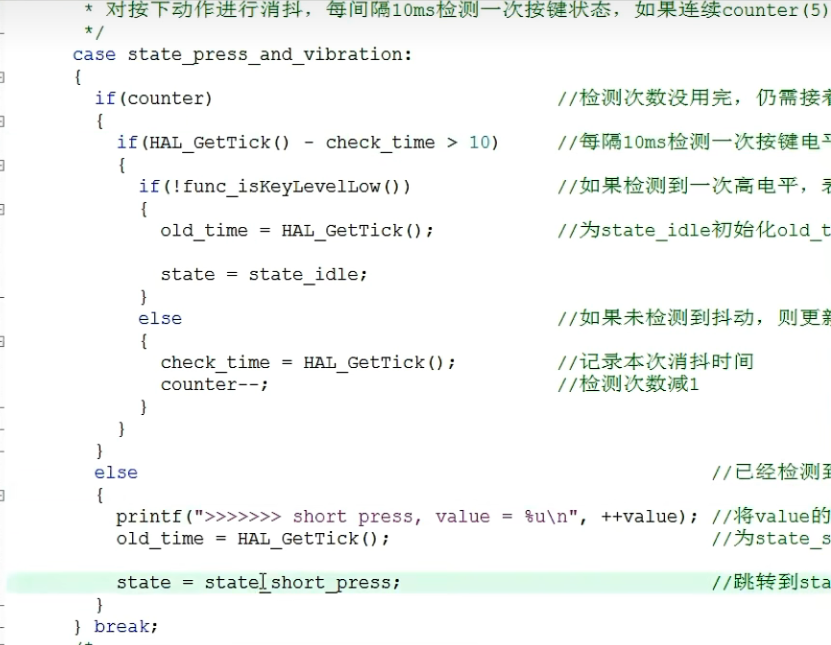 * 对按下动作进行消抖，每间隔10ms检测一次按键状态，如果连续counter(5)
*/
case state_press_and_vibration:
{
if(counter) //检测次数没用完，仍需接着
{
if(HAL_GetTick() - check_time > 10) //每隔10ms检测一次按键电平
{
if(!func_isKeyLevelLow()) //如果检测到一次高电平，
{
old_time = HAL_GetTick(); //为state_idle初始化old_t
state = state_idle;
}
else //如果未检测到抖动，则更新
{
check_time = HAL_GetTick(); //记录本次消抖时间
counter--; //检测次数减1
}
}
}
else //已经检测到
{
printf(">>>>>>> short press, value = %u\n", ++value); //将value的
old_time = HAL_GetTick(); //为state_s
state = state_short_press; //跳转到sta
}
} break;
/*